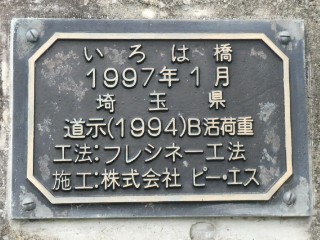 いろは橋
1997年1月
埼玉県
道示(1994)B活荷重
工法:フレシネー工法
施工:株式会社 ピー・エス